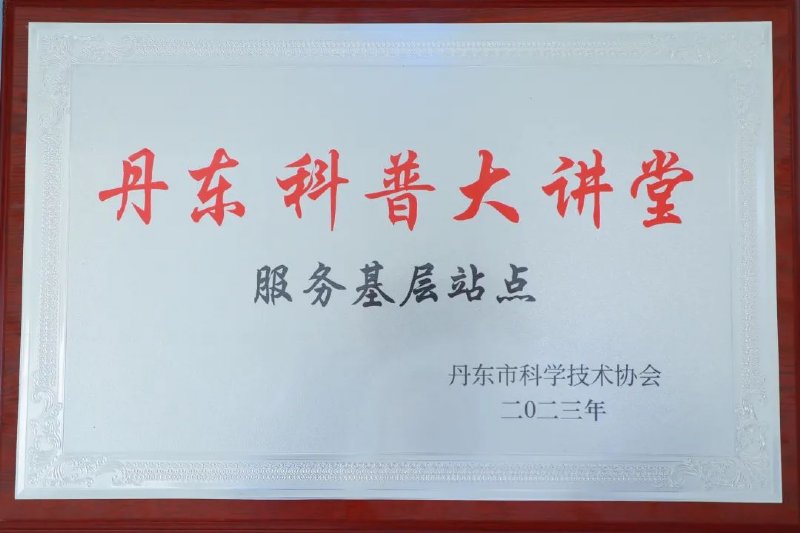 丹东科普大讲堂
服务基层站点
丹东市科学技术协会
二0二三年